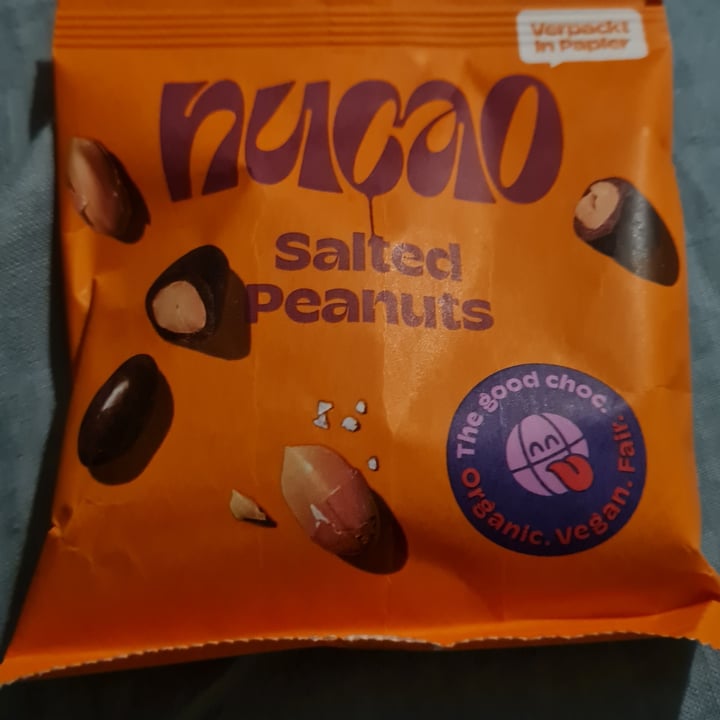 Verpackt
in Papier
nucao
Salted
Peanuts
The good choc.
Organic. Vegan. Fair.